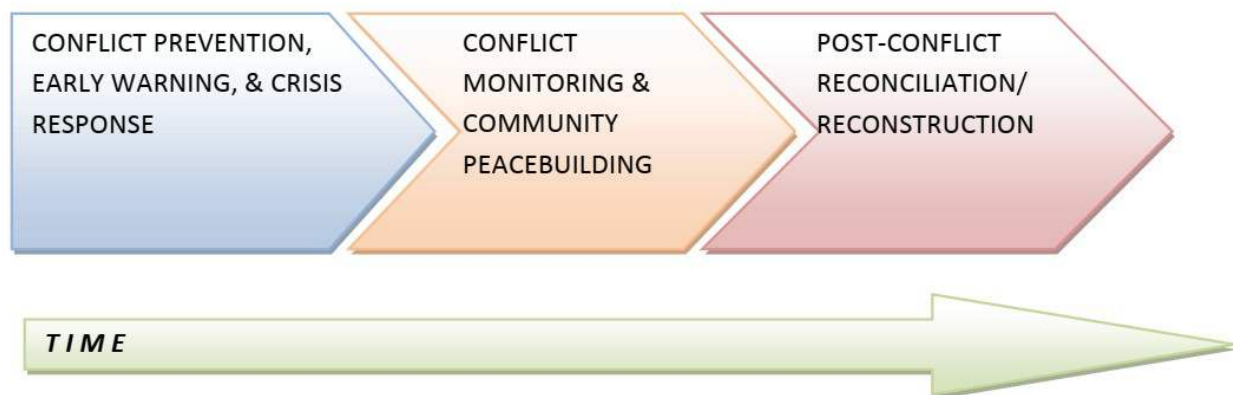 CONFLICT PREVENTION,
EARLY WARNING, & CRISIS
RESPONSE
CONFLICT
MONITORING &
COMMUNITY
PEACEBUILDING
POST-CONFLICT
RECONCILIATION/
RECONSTRUCTION
TIME